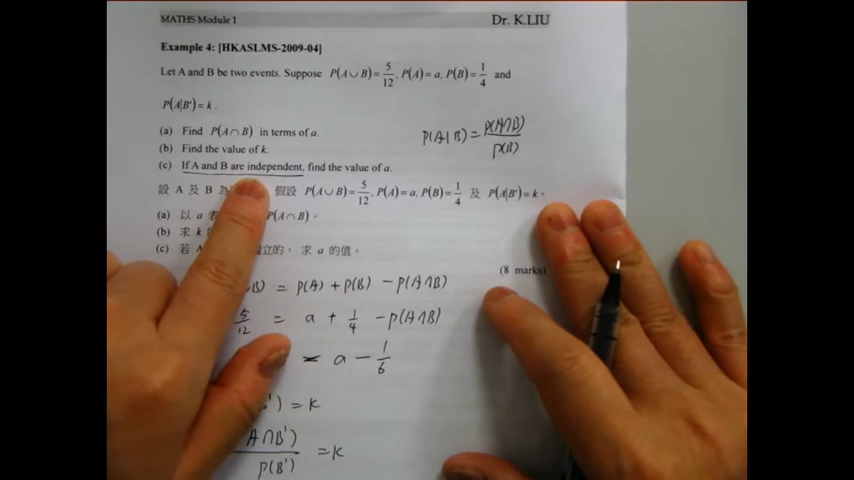 MATHS Module 1 Dr. K.LIU
Example 4: [HKASLMS-2009-04]
Let A and B be two events. Suppose P(A∪B)=5/12, P(A)=a, P(B)=1/4 and
P(A|B')=k.
(a) Find P(A∩B) in terms of a.
P(A|B) = P(A∩B)/P(B)
(b) Find the value of k.
(c) If A and B are independent, find the value of a.
設 A 及 B 為 假設 P(A∪B)=5/12, P(A)=a, P(B)=1/4 及 P(A|B')=k。
(a) 以 a P(A∩B)。
(b) 求 k
(c) 若 A 立的。求 a 的值。
(8 marks)
B) = P(A) + P(B) − P(A∩B)
5/12 = a + 1/4 − P(A∩B)
= a − 1/6
B') = k
A∩B')/P(B') = k